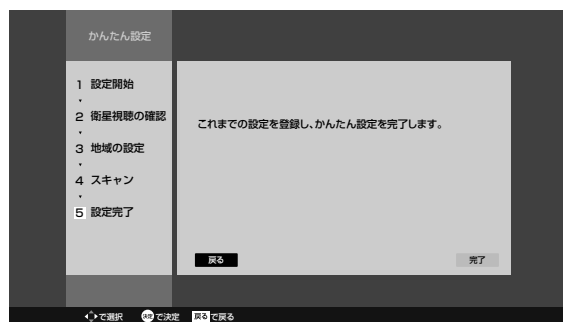 かんたん設定
1 設定開始
2 衛星視聴の確認
3 地域の設定
4 スキャン
5 設定完了
これまでの設定を登録し、かんたん設定を完了します。
戻る 完了
で選択 決定 で決定 戻る で戻る